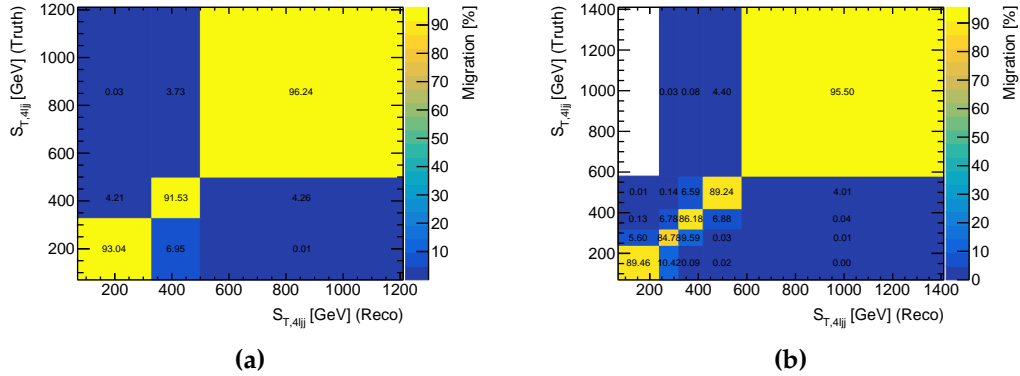 S_T,4ljj [GeV] (Truth)
1200
1000
800
600
400
200
0.03 3.73 96.24
4.21 91.53 4.26
93.04 6.95 0.01
200 400 600 800 1000 1200
S_T,4ljj [GeV] (Reco)
90
80
70
60
50
40
30
20
10
Migration [%]
(a)
S_T,4ljj [GeV] (Truth)
1400
1200
1000
800
600
400
200
0.03 0.08 4.40 95.50
0.01 0.14 6.59 89.24 4.01
0.13 6.78 86.18 6.88 0.04
5.60 84.78 9.59 0.03 0.01
89.46 10.42 0.09 0.02 0.00
200 400 600 800 1000 1200 1400
S_T,4ljj [GeV] (Reco)
90
80
70
60
50
40
30
20
10
0
Migration [%]
(b)